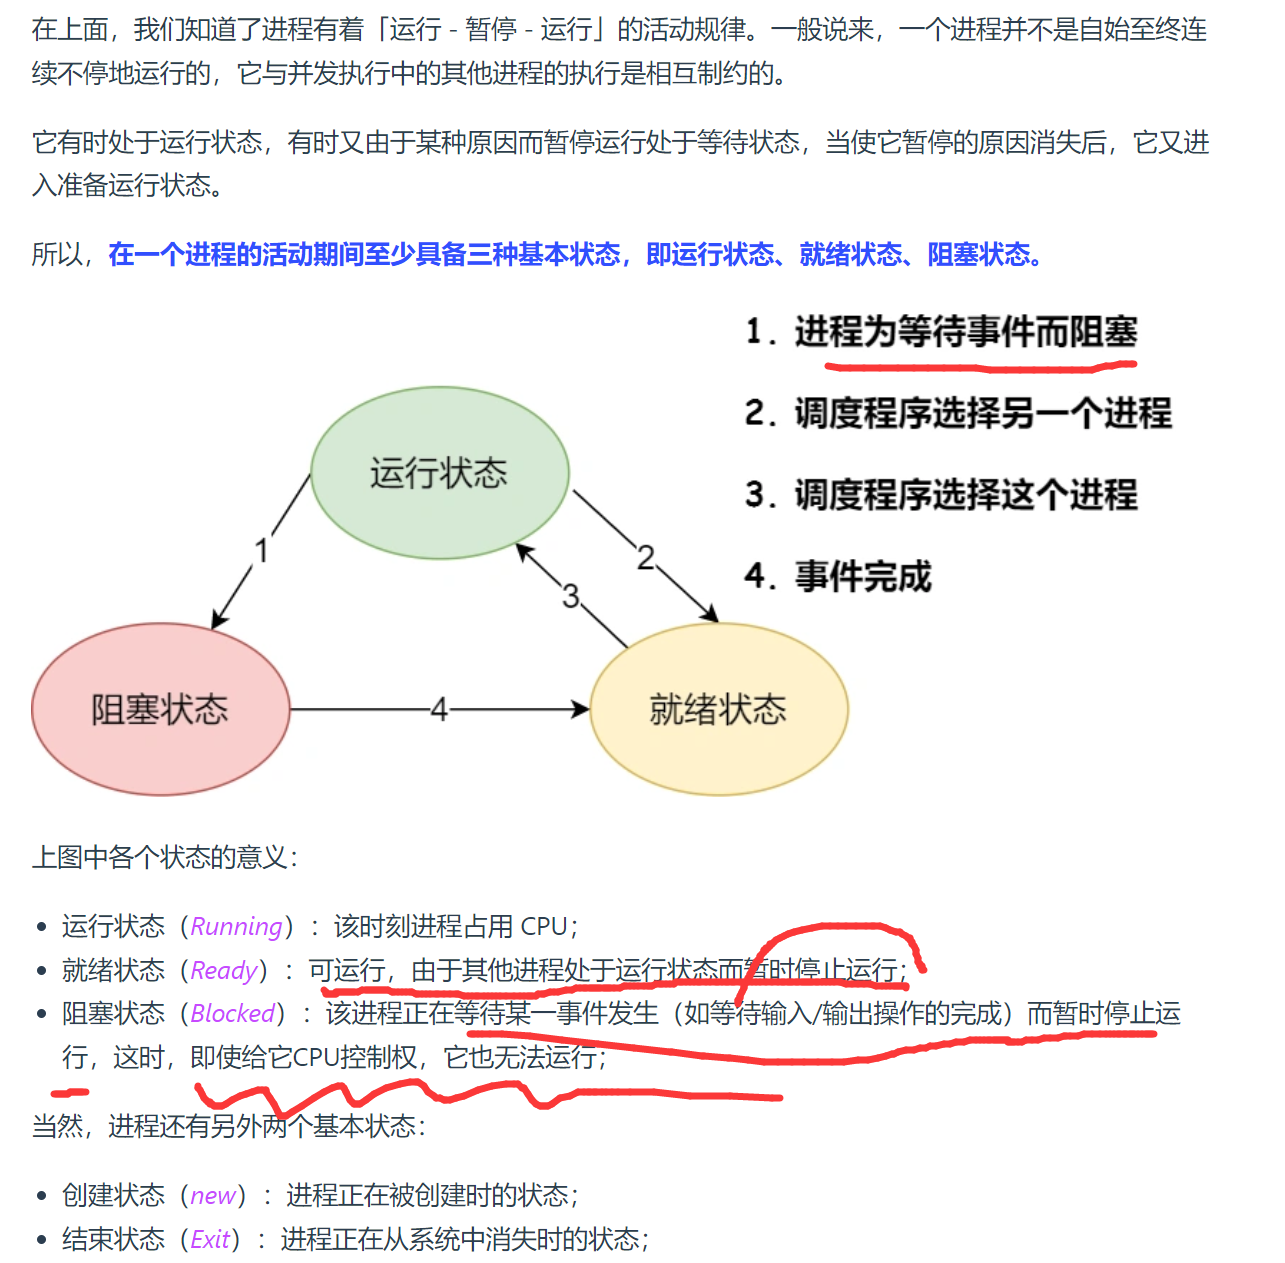 在上面，我们知道了进程有着「运行 - 暂停 - 运行」的活动规律。一般说来，一个进程并不是自始至终连
续不停地运行的，它与并发执行中的其他进程的执行是相互制约的。
它有时处于运行状态，有时又由于某种原因而暂停运行处于等待状态，当使它暂停的原因消失后，它又进
入准备运行状态。
所以，在一个进程的活动期间至少具备三种基本状态，即运行状态、就绪状态、阻塞状态。
1. 进程为等待事件而阻塞
2. 调度程序选择另一个进程
3. 调度程序选择这个进程
4. 事件完成
运行状态
1
2
3
阻塞状态
4
就绪状态
上图中各个状态的意义：
• 运行状态（Running）：该时刻进程占用 CPU；
• 就绪状态（Ready）：可运行，由于其他进程处于运行状态而暂时停止运行；
• 阻塞状态（Blocked）：该进程正在等待某一事件发生（如等待输入/输出操作的完成）而暂时停止运
行，这时，即使给它CPU控制权，它也无法运行；
当然，进程还有另外两个基本状态：
• 创建状态（new）：进程正在被创建时的状态；
• 结束状态（Exit）：进程正在从系统中消失时的状态；